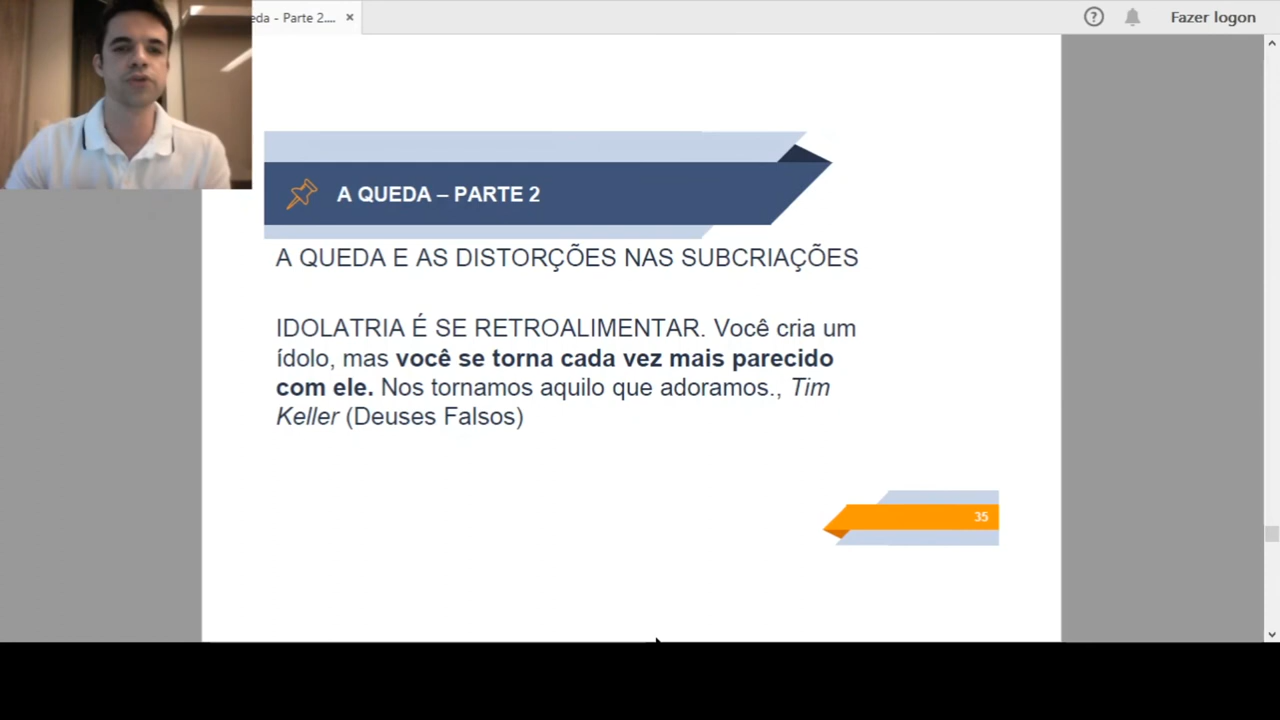 eda - Parte 2....
Fazer logon
A QUEDA – PARTE 2
A QUEDA E AS DISTORÇÕES NAS SUBCRIAÇÕES
IDOLATRIA É SE RETROALIMENTAR. Você cria um
ídolo, mas você se torna cada vez mais parecido
com ele. Nos tornamos aquilo que adoramos., Tim
Keller (Deuses Falsos)
35